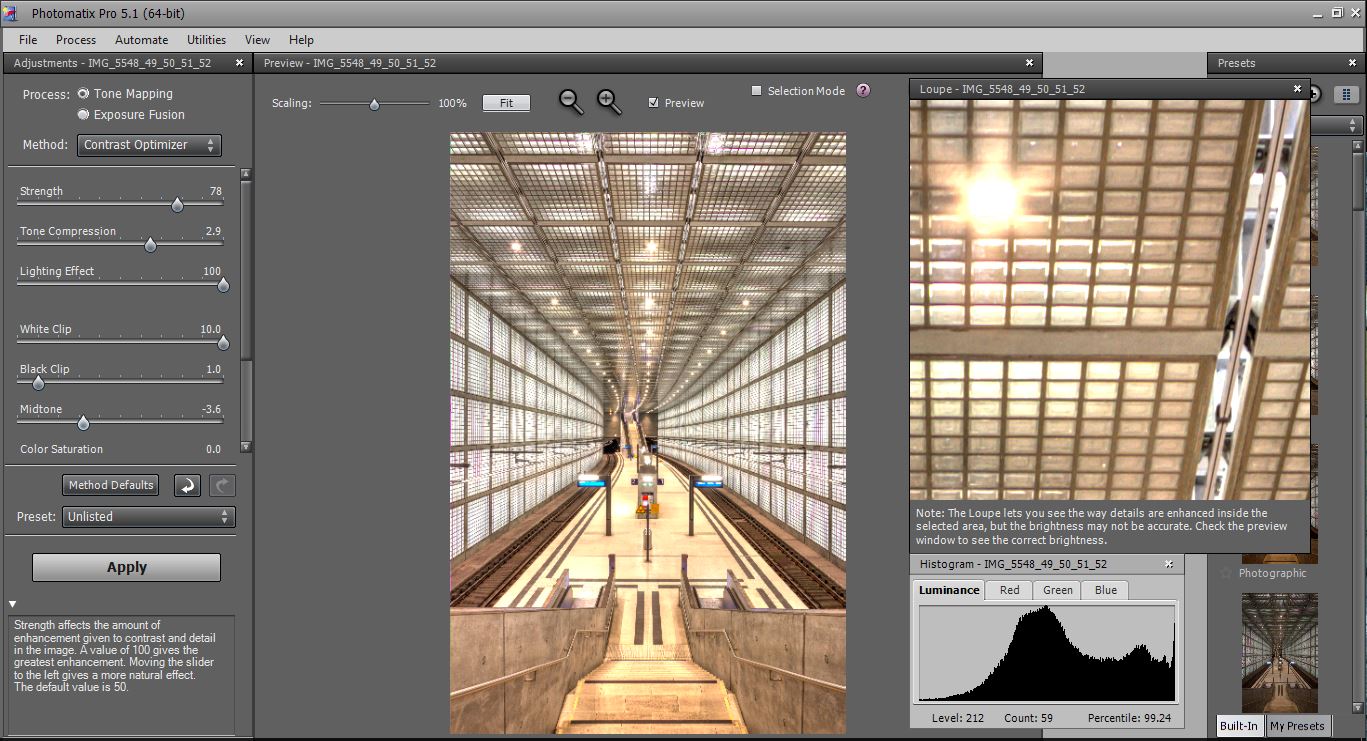 Photomatix Pro 5.1 (64-bit)
File Process Automate Utilities View Help
Adjustments - IMG_5548_49_50_51_52
Process: Tone Mapping
Exposure Fusion
Method: Contrast Optimizer
Strength 78
Tone Compression 2.9
Lighting Effect 100
White Clip 10.0
Black Clip 1.0
Midtone -3.6
Color Saturation 0.0
Method Defaults
Preset: Unlisted
Apply
Strength affects the amount of
enhancement given to contrast and detail
in the image. A value of 100 gives the
greatest enhancement. Moving the slider
to the left gives a more natural effect.
The default value is 50.
Preview - IMG_5548_49_50_51_52
Scaling: 100% Fit Preview
Selection Mode ?
Loupe - IMG_5548_49_50_51_52
Note: The Loupe lets you see the way details are enhanced inside the
selected area, but the brightness may not be accurate. Check the preview
window to see the correct brightness.
Histogram - IMG_5548_49_50_51_52
Luminance Red Green Blue
Level: 212 Count: 59 Percentile: 99.24
Presets
Photographic
Built-In My Presets